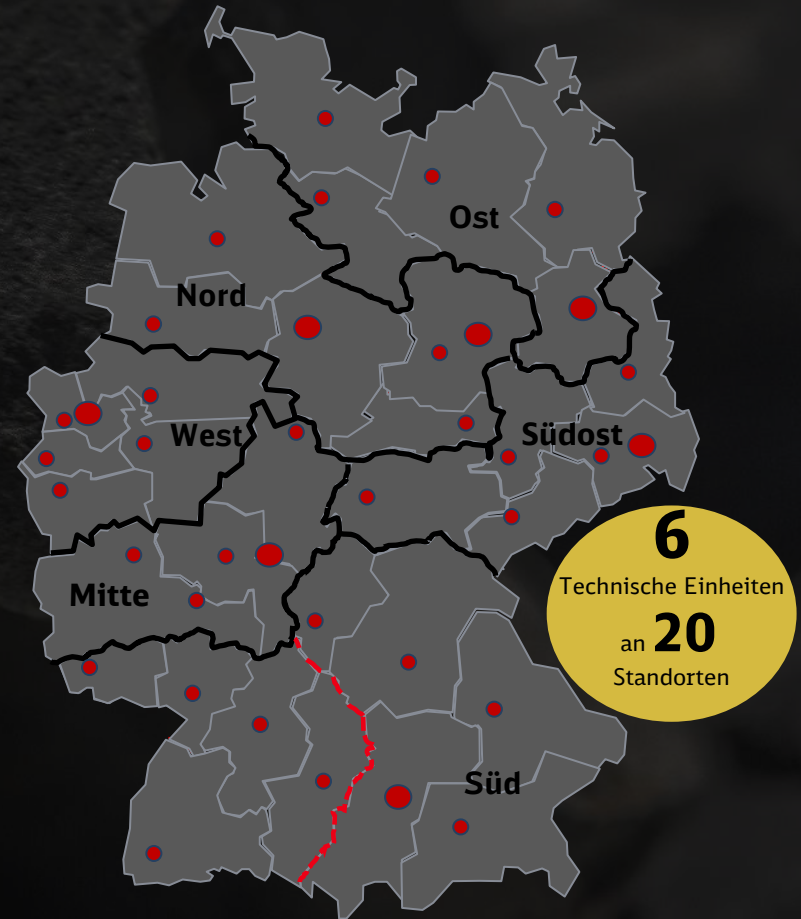 Ost
Nord
West
Südost
Mitte
Süd
6
Technische Einheiten
an 20
Standorten